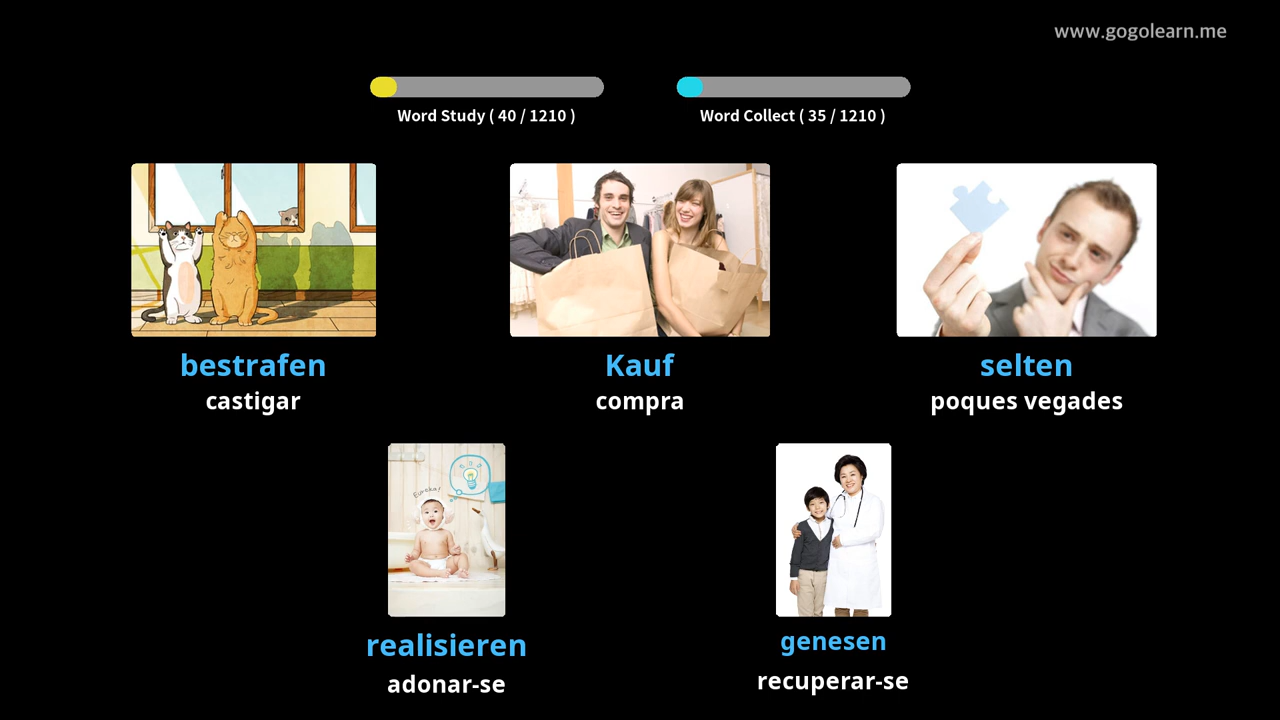 www.gogolearn.me
Word Study ( 40 / 1210 )
Word Collect ( 35 / 1210 )
bestrafen
castigar
Kauf
compra
selten
poques vegades
Eureka!
realisieren
adonar-se
genesen
recuperar-se